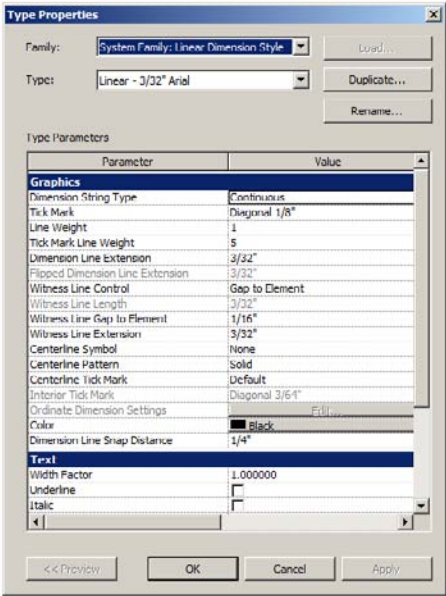 Type Properties
Family: System Family: Linear Dimension Style Load...
Type: Linear - 3/32" Arial Duplicate...
Rename...
Type Parameters
Parameter Value
Graphics
Dimension String Type Continuous
Tick Mark Diagonal 1/8"
Line Weight 1
Tick Mark Line Weight 5
Dimension Line Extension 3/32"
Flipped Dimension Line Extension 3/32"
Witness Line Control Gap to Element
Witness Line Length 3/32"
Witness Line Gap to Element 1/16"
Witness Line Extension 3/32"
Centerline Symbol None
Centerline Pattern Solid
Centerline Tick Mark Default
Interior Tick Mark Diagonal 3/64"
Ordinate Dimension Settings Edit...
Color Black
Dimension Line Snap Distance 1/4"
Text
Width Factor 1.000000
Underline
Italic
<< Preview OK Cancel Apply